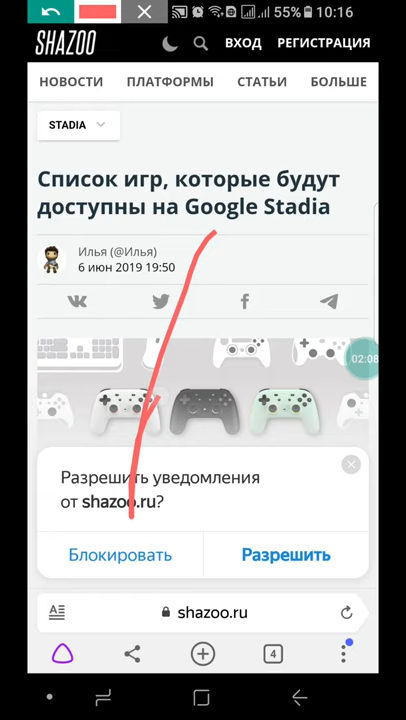 55% 10:16
SHAZOO ВХОД РЕГИСТРАЦИЯ
НОВОСТИ ПЛАТФОРМЫ СТАТЬИ БОЛЬШЕ
STADIA
Список игр, которые будут
доступны на Google Stadia
Илья (@Илья)
6 июн 2019 19:50
02:08
Разрешить уведомления
от shazoo.ru?
Блокировать Разрешить
shazoo.ru
4